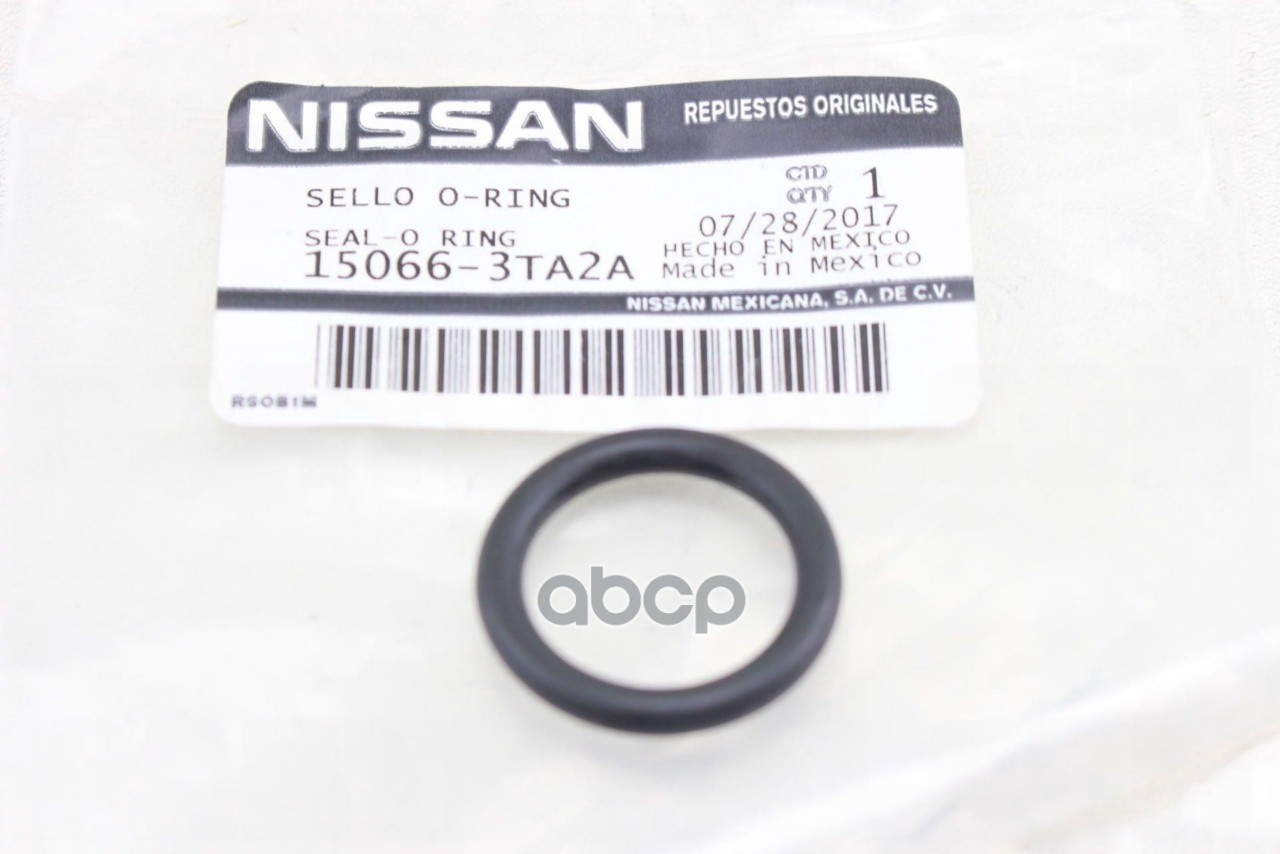 NISSAN
REPUESTOS ORIGINALES
SELLO O-RING
CTD
QTY 1
07/28/2017
SEAL-O RING
HECHO EN MEXICO
15066-3TA2A
Made in Mexico
NISSAN MEXICANA, S.A. DE C.V.
abcp